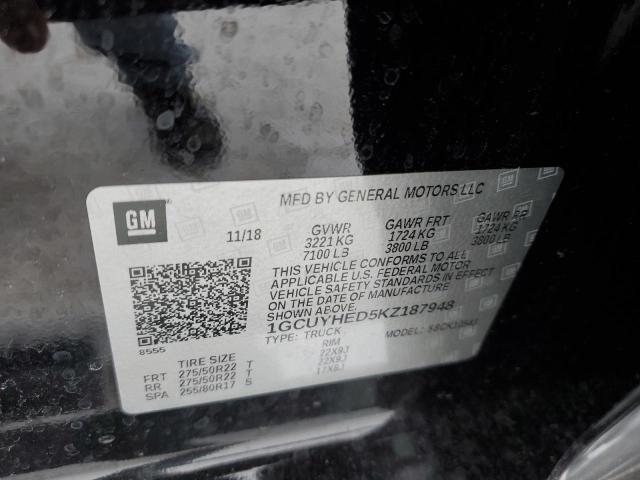 GM
MFD BY GENERAL MOTORS LLC
11/18
GVWR GAWR FRT GAWR RR
3221 KG 1724 KG 1724 KG
7100 LB 3800 LB 3800 LB
THIS VEHICLE CONFORMS TO ALL
APPLICABLE U.S. FEDERAL MOTOR
VEHICLE SAFETY STANDARDS IN EFFECT
ON THE DATE OF MANUFACTURE
SHOWN ABOVE.
1GCUYHED5KZ187948
TYPE: TRUCK MODEL:
8555
TIRE SIZE RIM
FRT 275/50R22 T 22X9J
RR 275/50R22 T 22X9J
SPA 255/80R17 S 17X8J